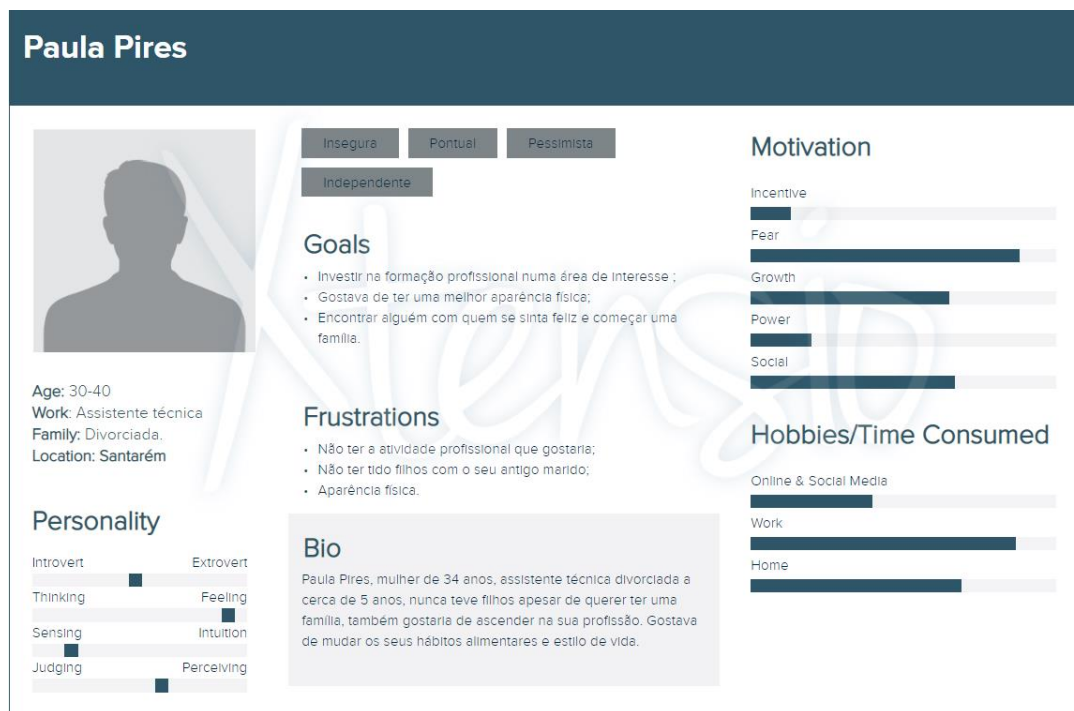 Paula Pires
Insegura Pontual Pessimista
Independente
Goals
• Investir na formação profissional numa área de interesse ;
• Gostava de ter uma melhor aparência física;
• Encontrar alguém com quem se sinta feliz e começar uma
família.
Age: 30-40
Work: Assistente técnica
Family: Divorciada.
Location: Santarém
Frustrations
• Não ter a atividade profissional que gostaria;
• Não ter tido filhos com o seu antigo marido;
• Aparência física.
Personality
Introvert Extrovert
Thinking Feeling
Sensing Intuition
Judging Perceiving
Bio
Paula Pires, mulher de 34 anos, assistente técnica divorciada a
cerca de 5 anos, nunca teve filhos apesar de querer ter uma
família, também gostaria de ascender na sua profissão. Gostava
de mudar os seus hábitos alimentares e estilo de vida.
Motivation
Incentive
Fear
Growth
Power
Social
Hobbies/Time Consumed
Online & Social Media
Work
Home
Xtensio